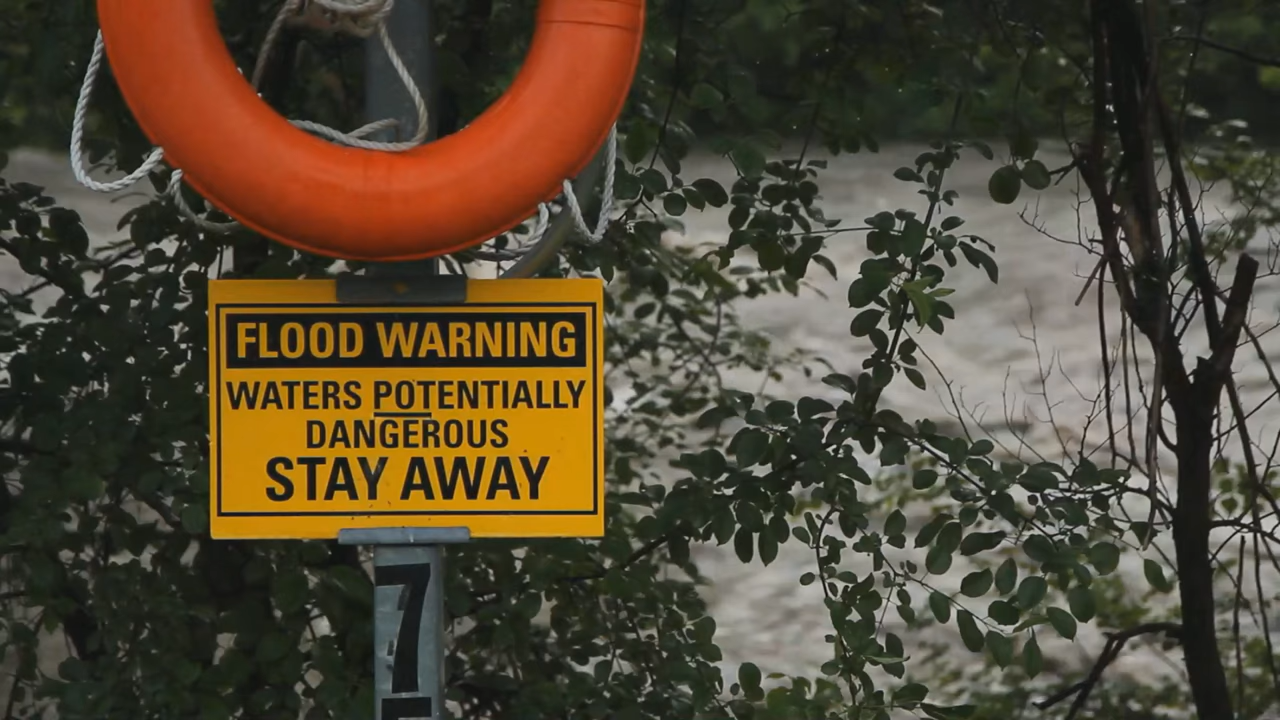 FLOOD WARNING
WATERS POTENTIALLY
DANGEROUS
STAY AWAY
7